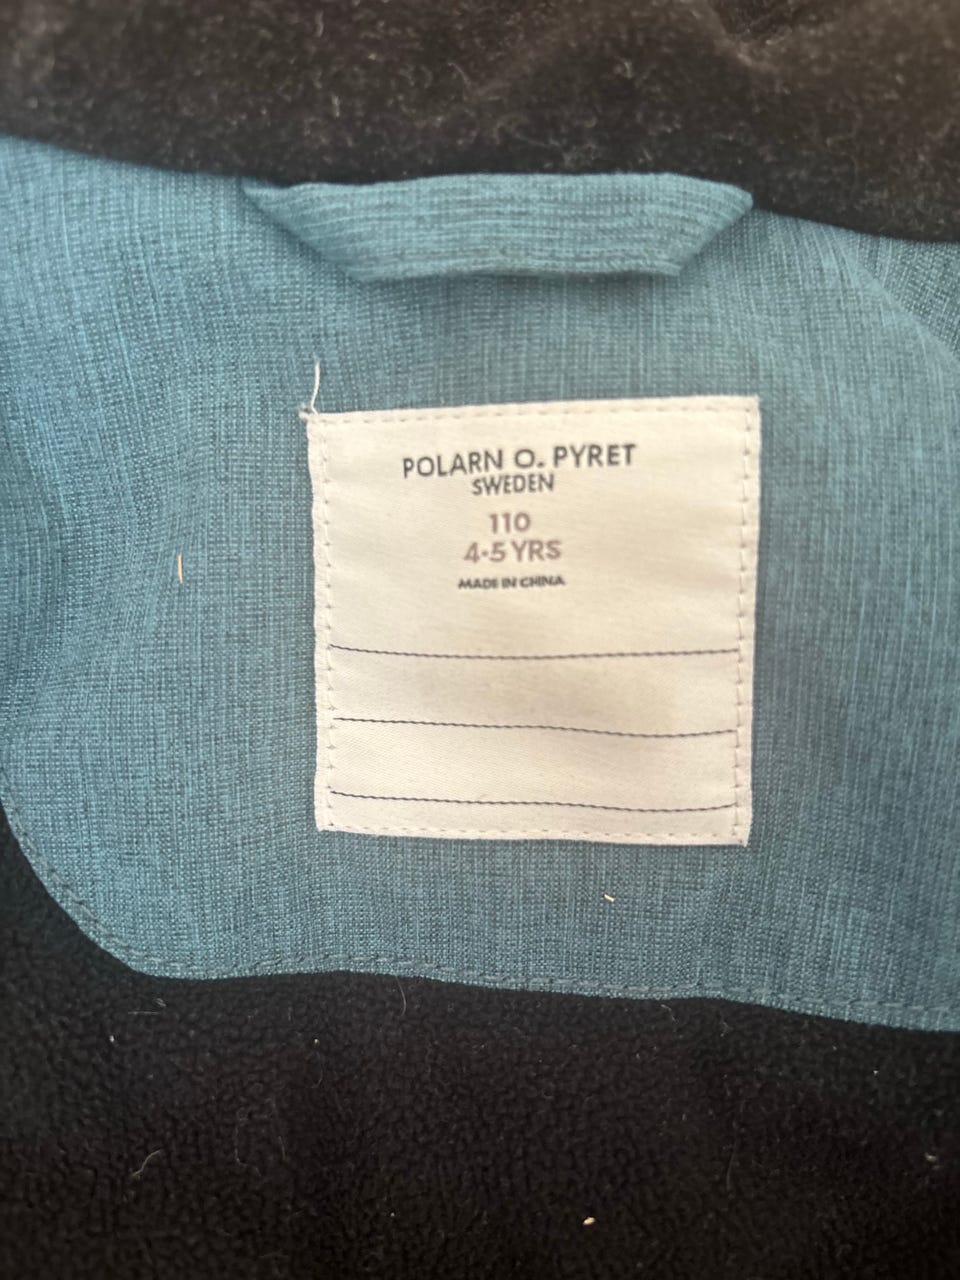 POLARN O. PYRET
SWEDEN
110
4-5 YRS
MADE IN CHINA